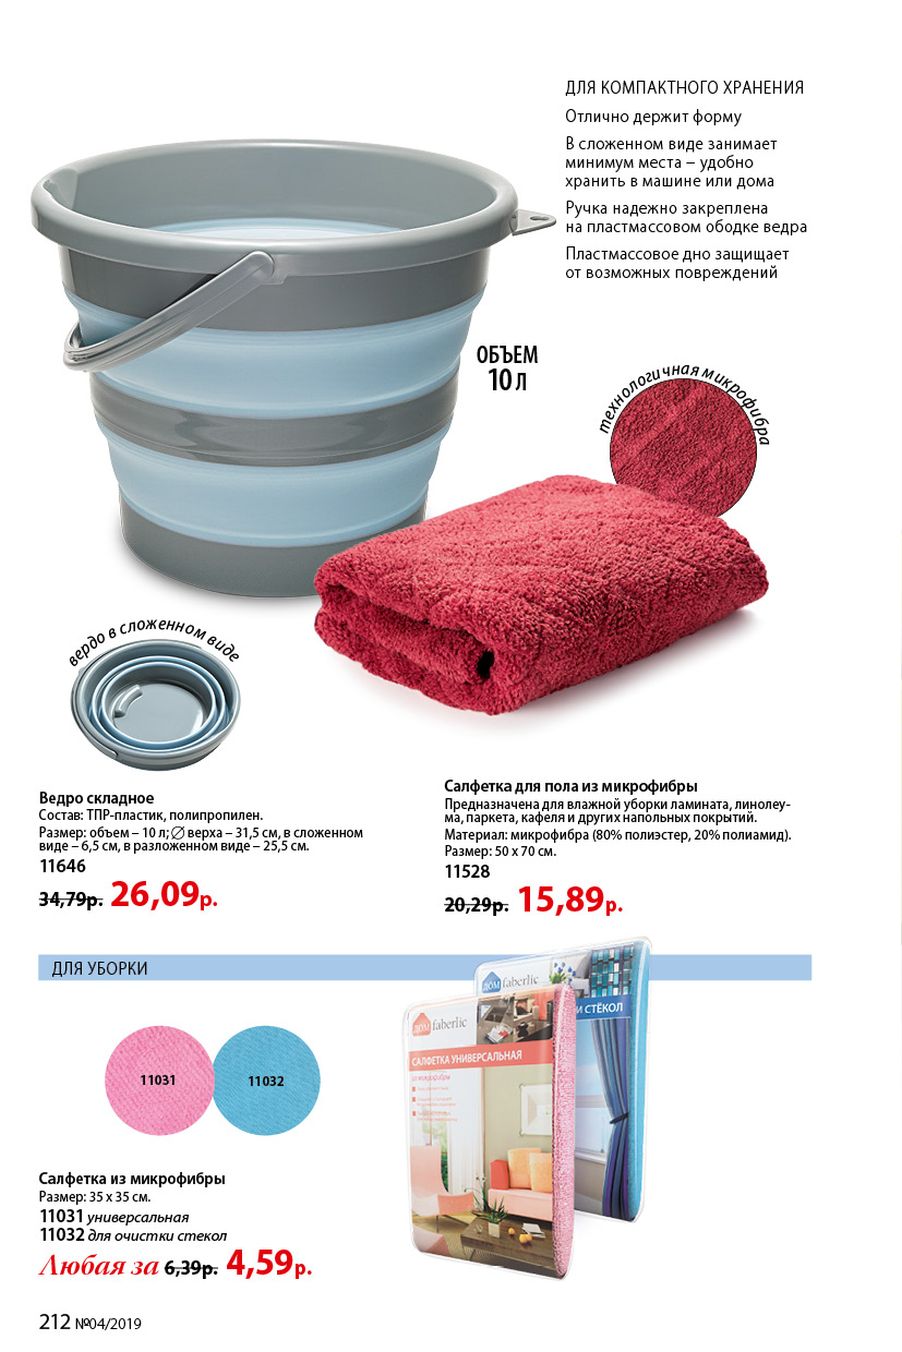 ДЛЯ КОМПАКТНОГО ХРАНЕНИЯ
Отлично держит форму
В сложенном виде занимает
минимум места – удобно
хранить в машине или дома
Ручка надежно закреплена
на пластмассовом ободке ведра
Пластмассовое дно защищает
от возможных повреждений
ОБЪЕМ
10 Л
технологичная микрофибра
вердо в сложенном виде
Ведро складное
Состав: ТПР-пластик, полипропилен.
Размер: объем – 10 л; ∅ верха – 31,5 см, в сложенном
виде – 6,5 см, в разложенном виде – 25,5 см.
11646
34,79р. 26,09р.
Салфетка для пола из микрофибры
Предназначена для влажной уборки ламината, линолеу-
ма, паркета, кафеля и других напольных покрытий.
Материал: микрофибра (80% полиэстер, 20% полиамид).
Размер: 50 х 70 см.
11528
20,29р. 15,89р.
ДЛЯ УБОРКИ
11031
11032
ДОМ faberlic
И СТЁКОЛ
ДОМ faberlic
САЛФЕТКА УНИВЕРСАЛЬНАЯ
из микрофибры
Салфетка из микрофибры
Размер: 35 х 35 см.
11031 универсальная
11032 для очистки стекол
Любая за 6,39р. 4,59р.
212 №04/2019